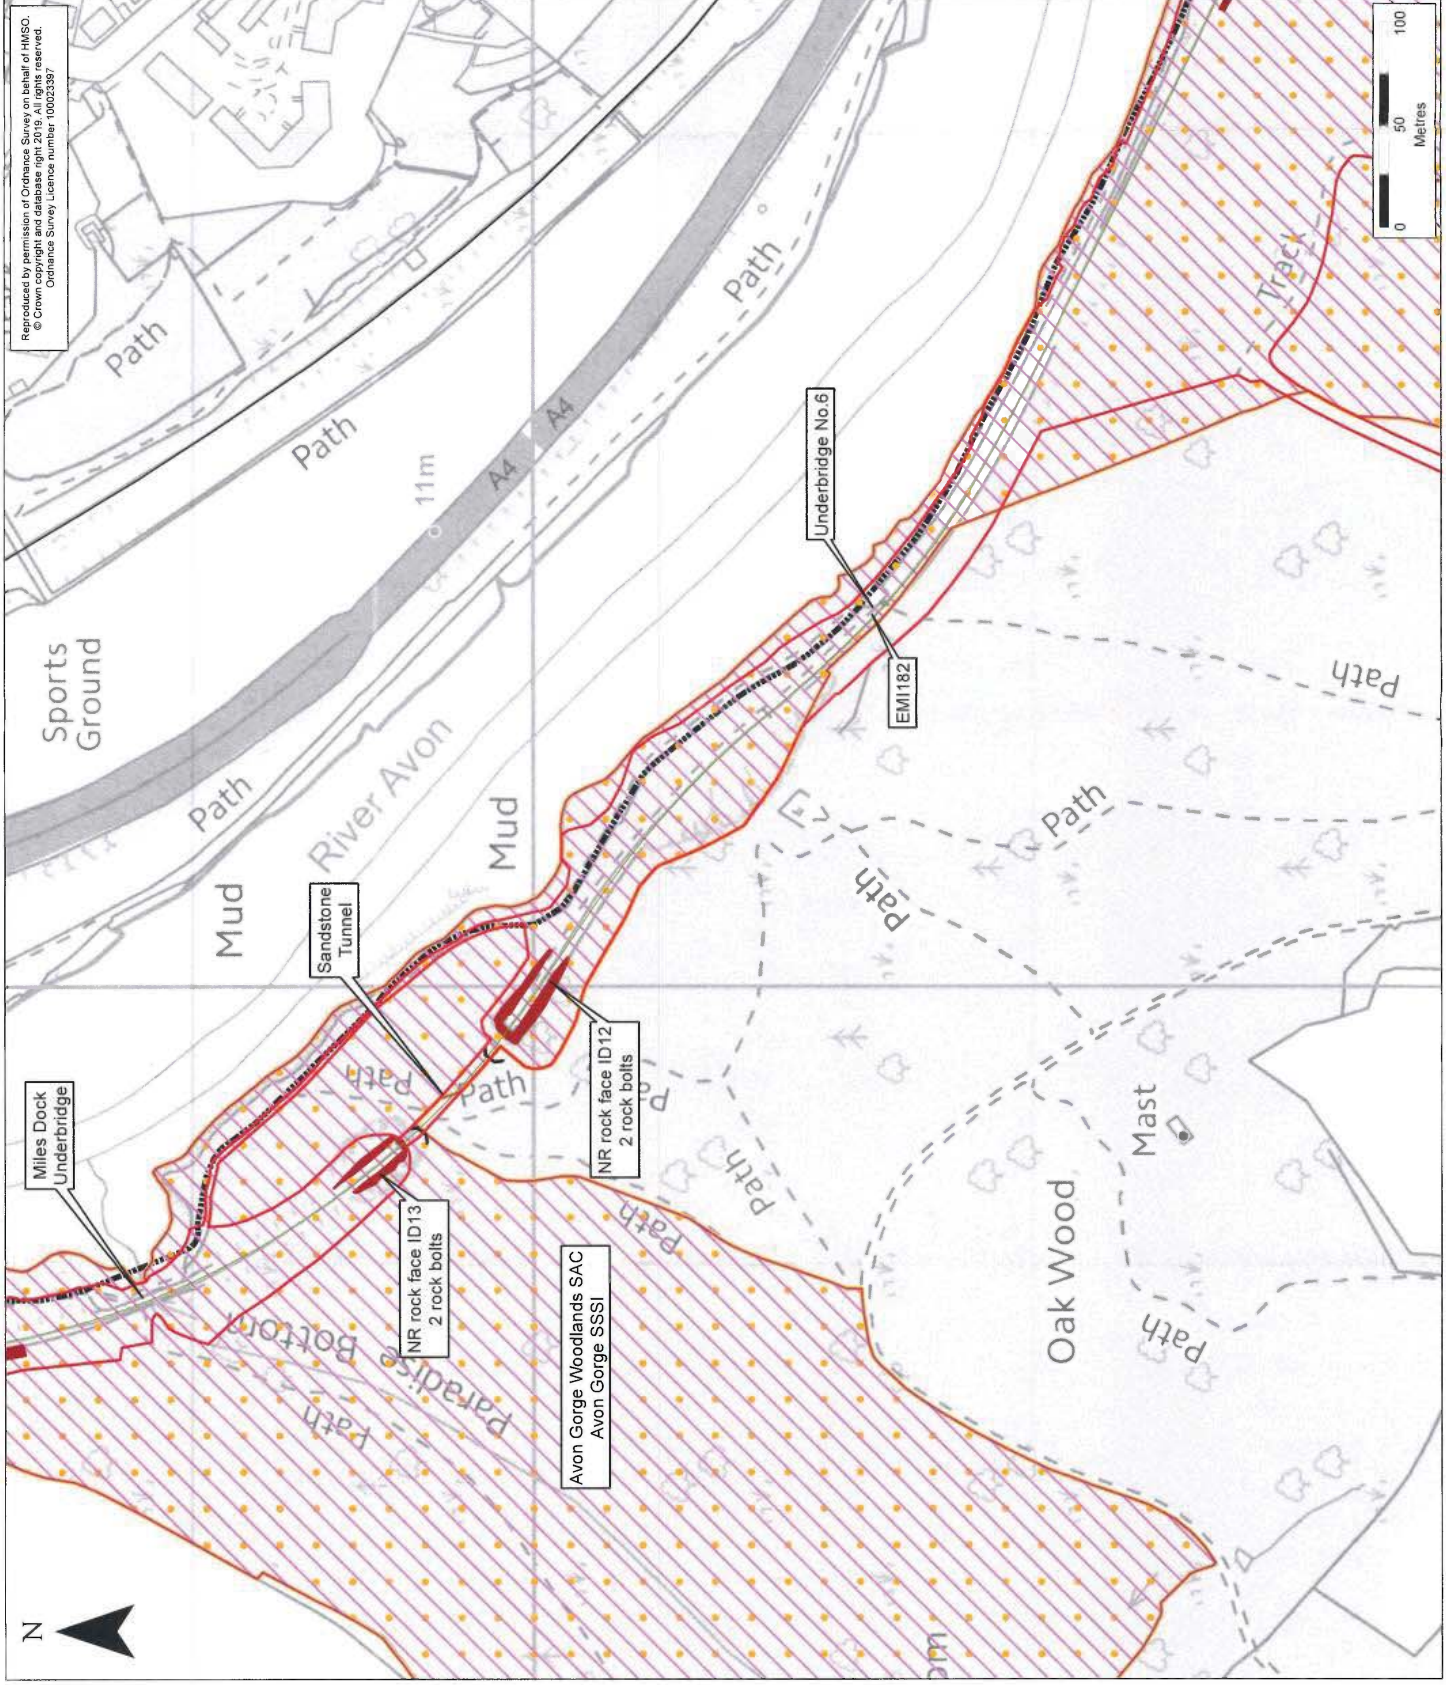 N
Reproduced by permission of Ordnance Survey on behalf of HMSO.
© Crown copyright and database right 2019. All rights reserved.
Ordnance Survey Licence number 100023397
Path
Path
Sports
Ground
A4
A4
11m
Path
Path
River Avon
Mud
Mud
Miles Dock
Underbridge
Sandstone
Tunnel
Underbridge No.6
EMI182
NR rock face ID12
2 rock bolts
NR rock face ID13
2 rock bolts
Path
Path
Pa
Path
Path
Paradise Bottom
Path
Avon Gorge Woodlands SAC
Avon Gorge SSSI
Path
Path
Path
Track
Oak Wood
Mast
Path
om
0 50 100
Metres